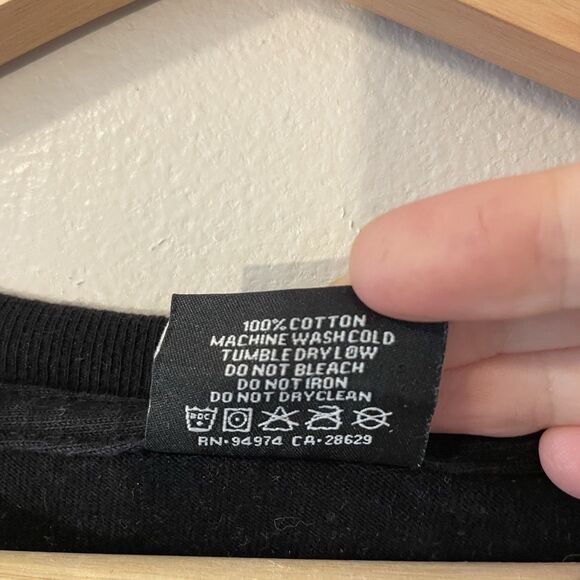 100% COTTON
MACHINE WASH COLD
TUMBLE DRY LOW
DO NOT BLEACH
DO NOT IRON
DO NOT DRYCLEAN
30C
RN·94974 CA·28629